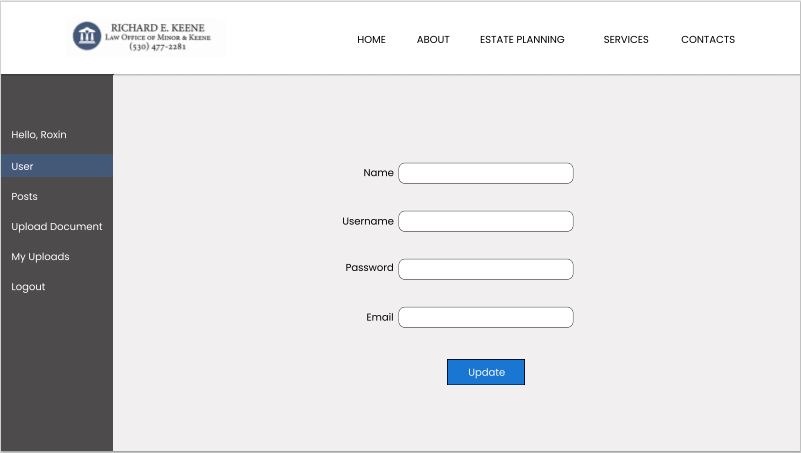 RICHARD E. KEENE
LAW OFFICE OF MINOR & KEENE
(530) 477-2281
HOME ABOUT ESTATE PLANNING SERVICES CONTACTS
Hello, Roxin
User
Posts
Upload Document
My Uploads
Logout
Name
Username
Password
Email
Update